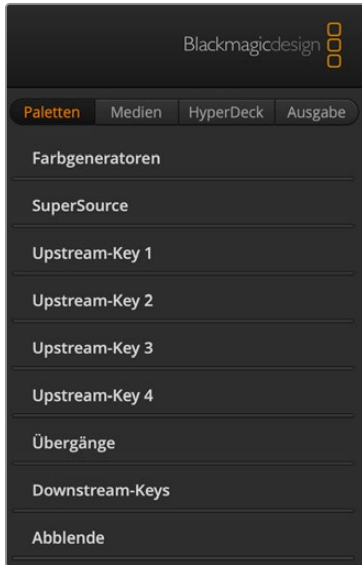 Blackmagicdesign
Paletten Medien HyperDeck Ausgabe
Farbgeneratoren
SuperSource
Upstream-Key 1
Upstream-Key 2
Upstream-Key 3
Upstream-Key 4
Übergänge
Downstream-Keys
Abblende